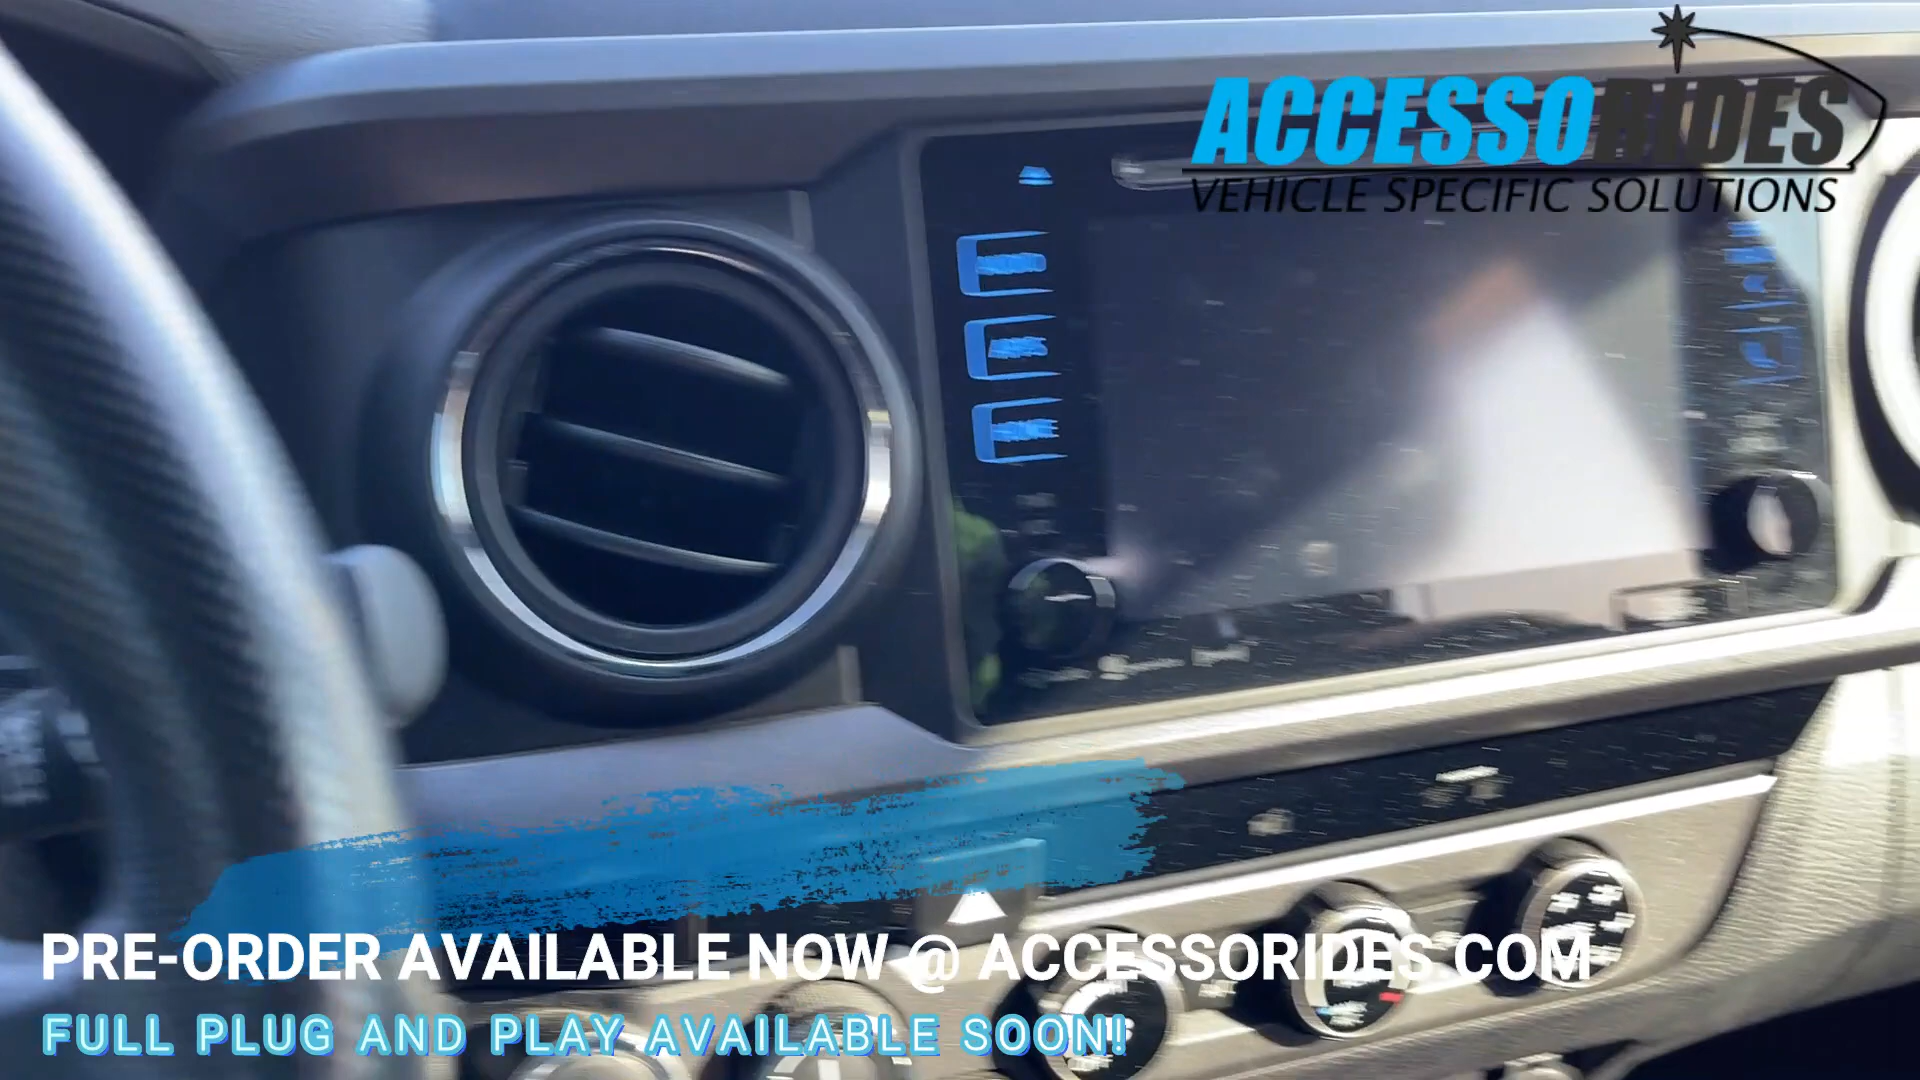 ACCESSORIDES
VEHICLE SPECIFIC SOLUTIONS
PRE-ORDER AVAILABLE NOW @ ACCESSORIDES.COM
FULL PLUG AND PLAY AVAILABLE SOON!